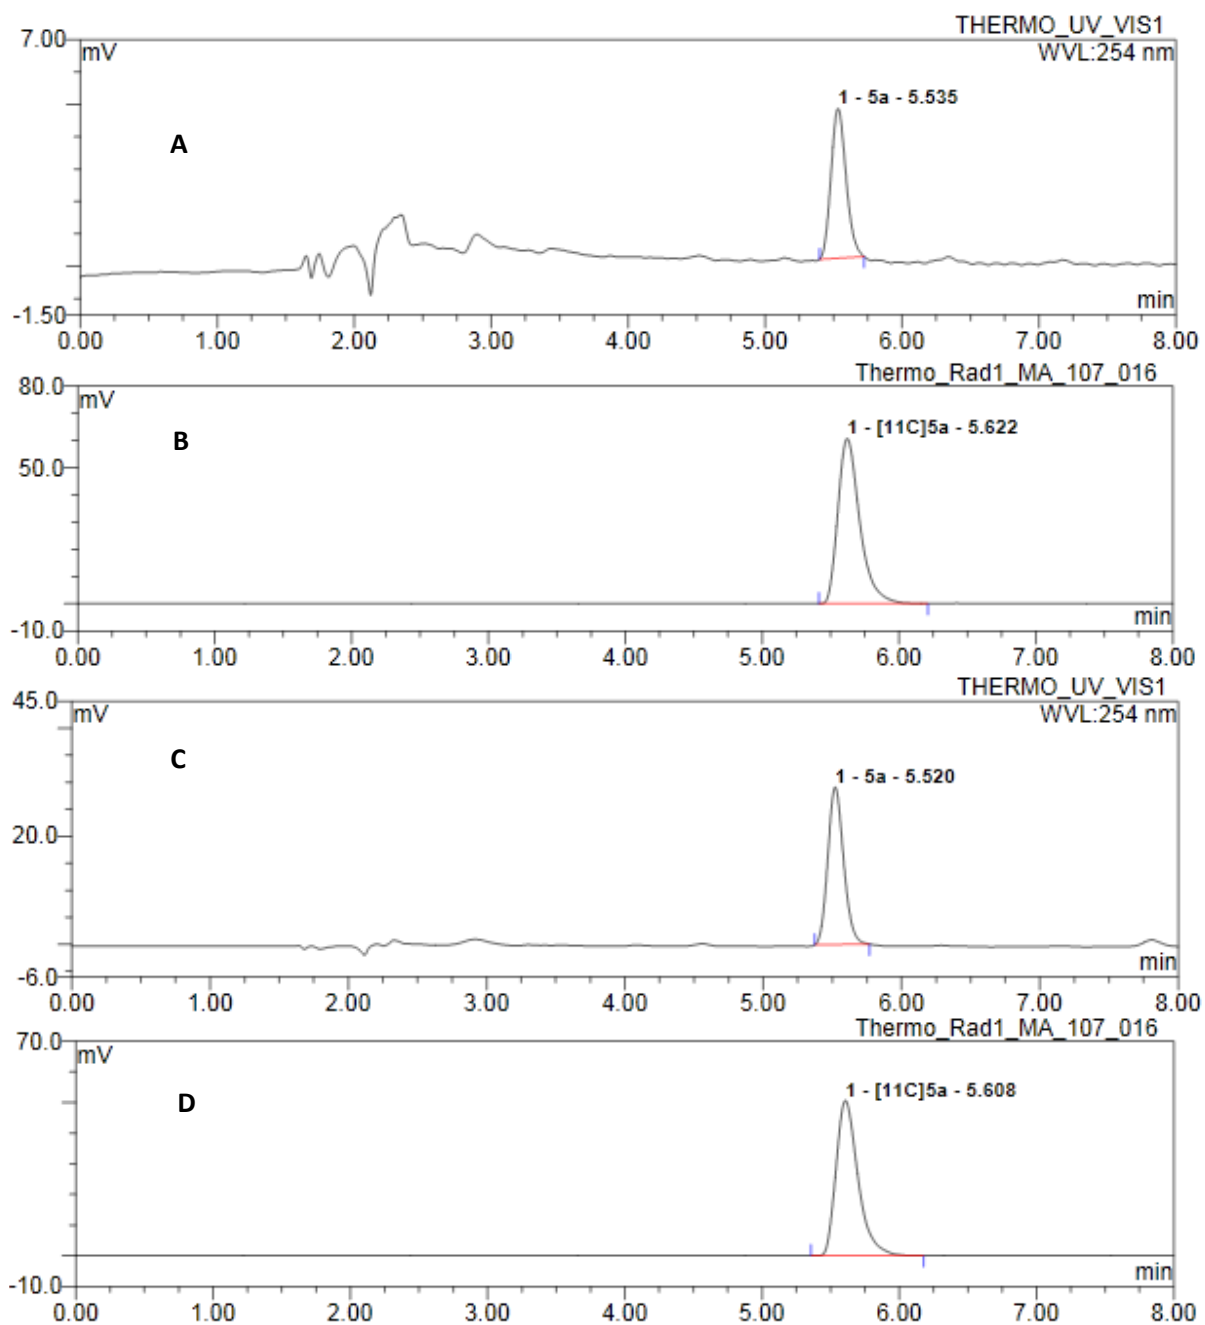 THERMO_UV_VIS1
7.00
mV
WVL:254 nm
1 - 5a - 5.535
A
min
-1.50
0.00 1.00 2.00 3.00 4.00 5.00 6.00 7.00 8.00
Thermo_Rad1_MA_107_016
80.0
mV
1 - [11C]5a - 5.622
B
50.0
min
-10.0
0.00 1.00 2.00 3.00 4.00 5.00 6.00 7.00 8.00
THERMO_UV_VIS1
45.0
mV
WVL:254 nm
C
1 - 5a - 5.520
20.0
min
-6.0
0.00 1.00 2.00 3.00 4.00 5.00 6.00 7.00 8.00
Thermo_Rad1_MA_107_016
70.0
mV
1 - [11C]5a - 5.608
D
min
-10.0
0.00 1.00 2.00 3.00 4.00 5.00 6.00 7.00 8.00